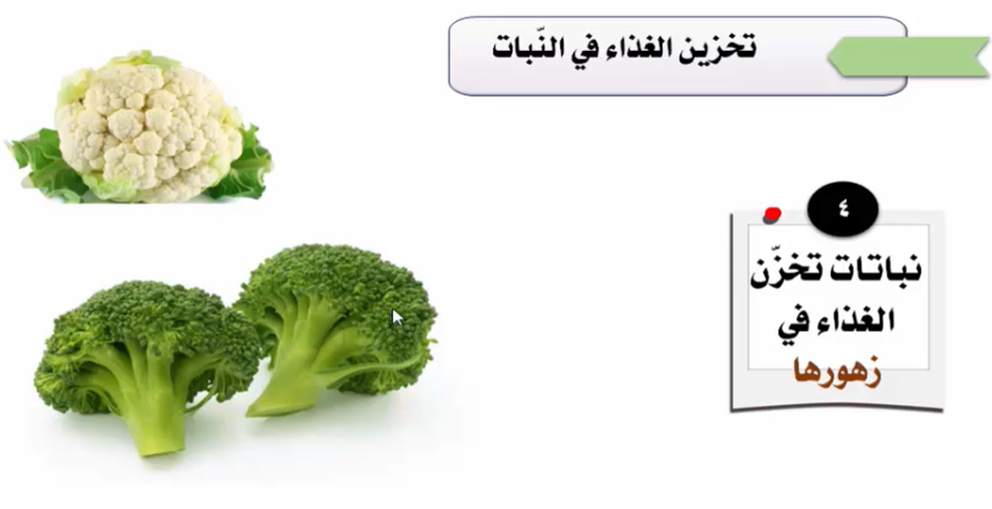 تخزين الغذاء في النّبات
٤
نباتات تخزّن
الغذاء في
زهورها